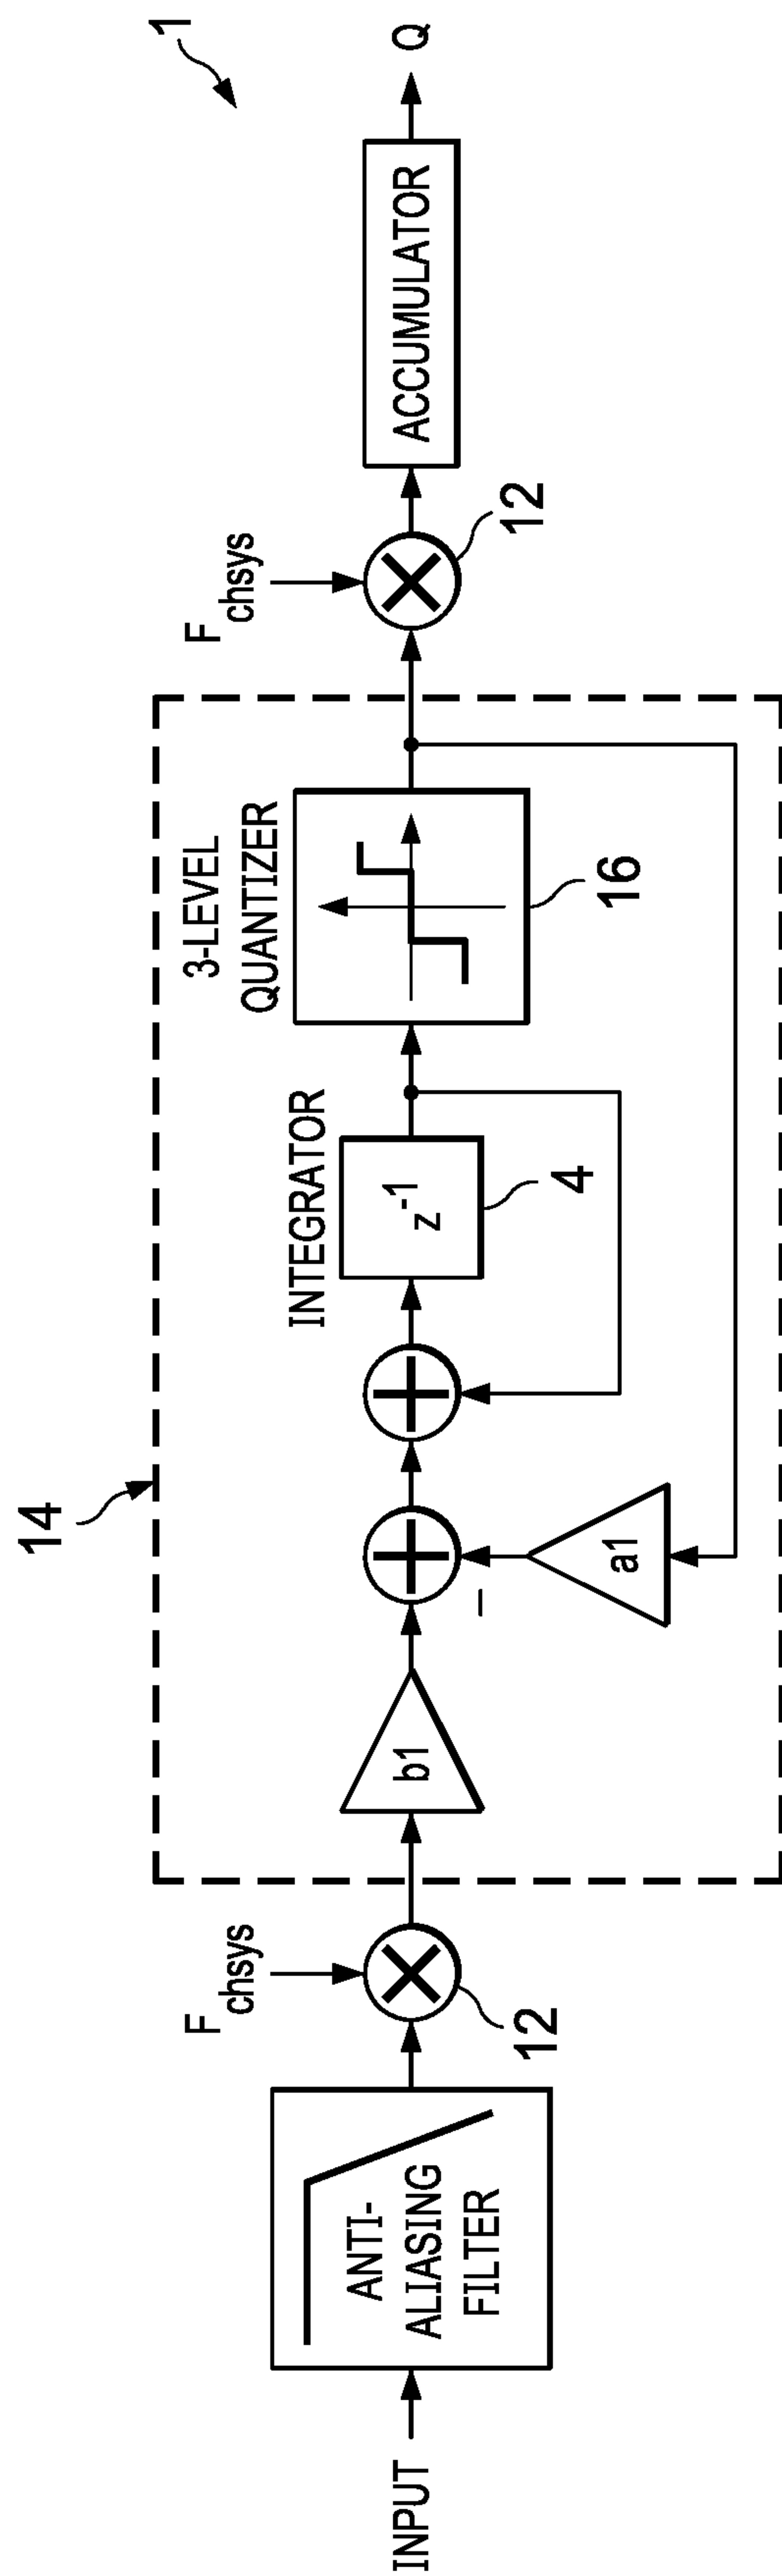 1
14
INPUT
ANTI-
ALIASING
FILTER
F chsys
12
b1
−
a1
INTEGRATOR
z-1
4
3-LEVEL
QUANTIZER
16
F chsys
12
ACCUMULATOR
Q